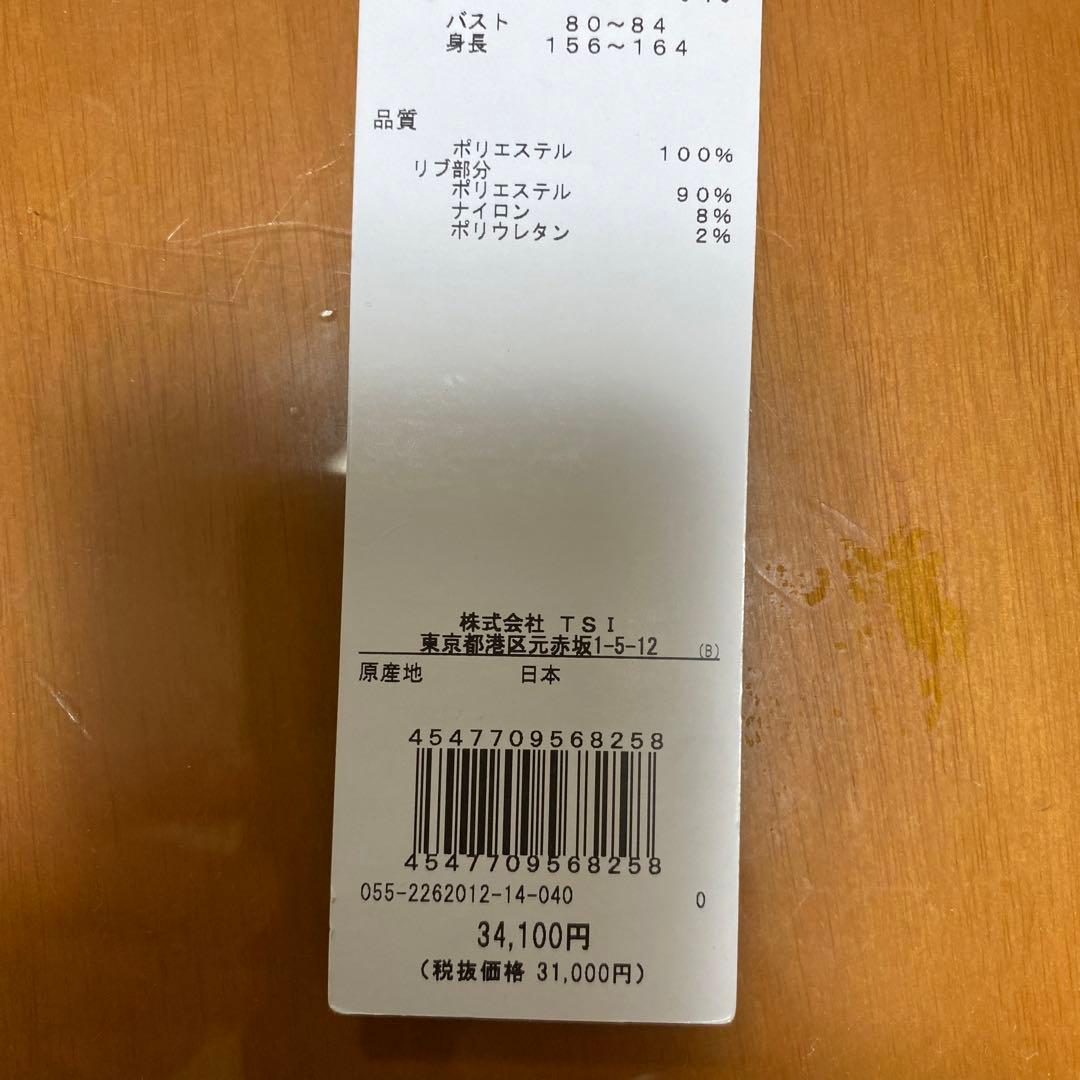 バスト 80～84
身長 156～164
品質
ポリエステル 100%
リブ部分
ポリエステル 90%
ナイロン 8%
ポリウレタン 2%
株式会社 TSI
東京都港区元赤坂1-5-12 (B)
原産地 日本
4547709568258
4547709568258
055-2262012-14-040 0
34,100円
(税抜価格 31,000円)